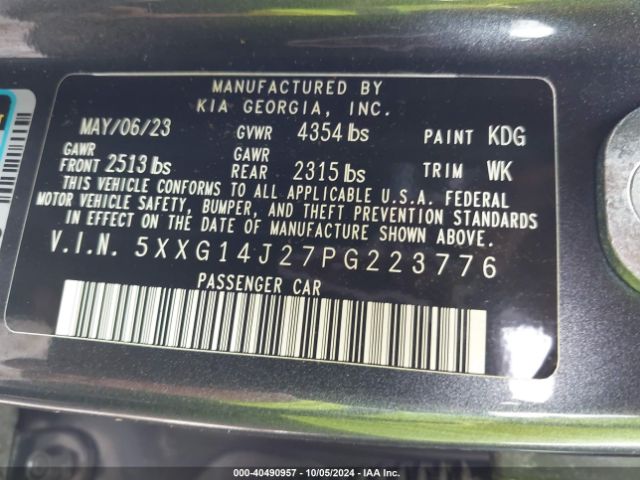 MANUFACTURED BY
KIA GEORGIA, INC.
MAY/06/23 GVWR 4354 lbs PAINT KDG
GAWR FRONT 2513 lbs GAWR REAR 2315 lbs TRIM WK
THIS VEHICLE CONFORMS TO ALL APPLICABLE U.S.A. FEDERAL
MOTOR VEHICLE SAFETY, BUMPER, AND THEFT PREVENTION STANDARDS
IN EFFECT ON THE DATE OF MANUFACTURE SHOWN ABOVE.
V.I.N. 5XXG14J27PG223776
PASSENGER CAR
000-40490957 - 10/05/2024 - IAA Inc.